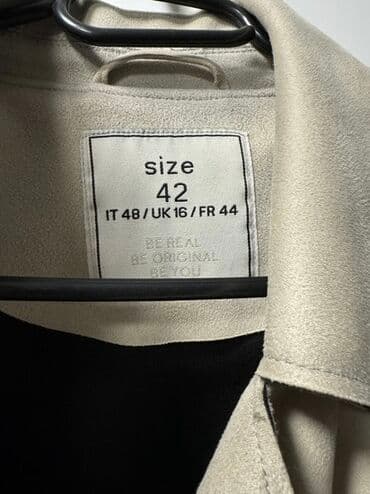 size
42
IT 48 / UK 16 / FR 44
BE REAL
BE ORIGINAL
BE YOU